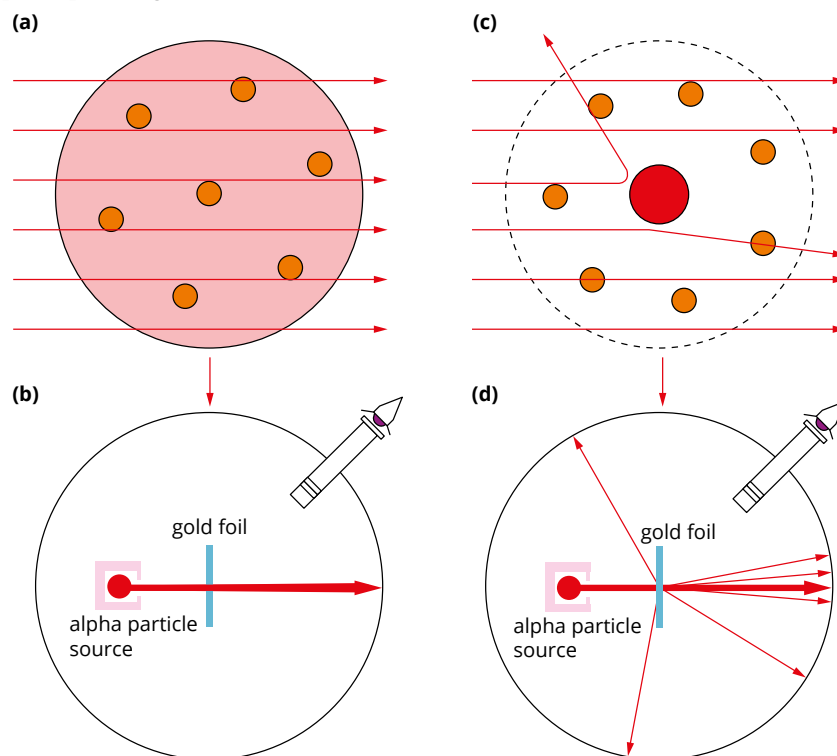 (a)
(c)
(b)
gold foil
alpha particle
source
(d)
gold foil
alpha particle
source